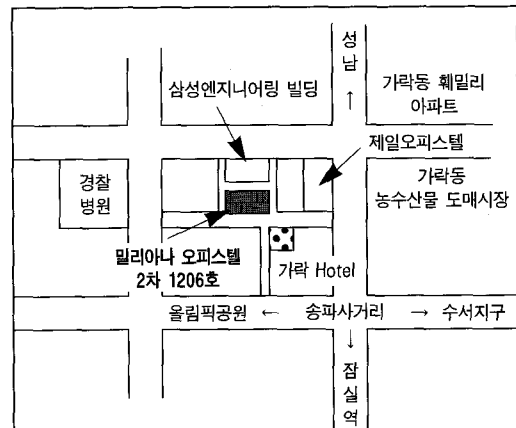 성남
↑
삼성엔지니어링 빌딩
가락동 훼밀리
아파트
제일오피스텔
경찰
병원
가락동
농수산물 도매시장
밀리아나 오피스텔
2차 1206호
가락 Hotel
올림픽공원 ← 송파사거리 → 수서지구
↓
잠실역